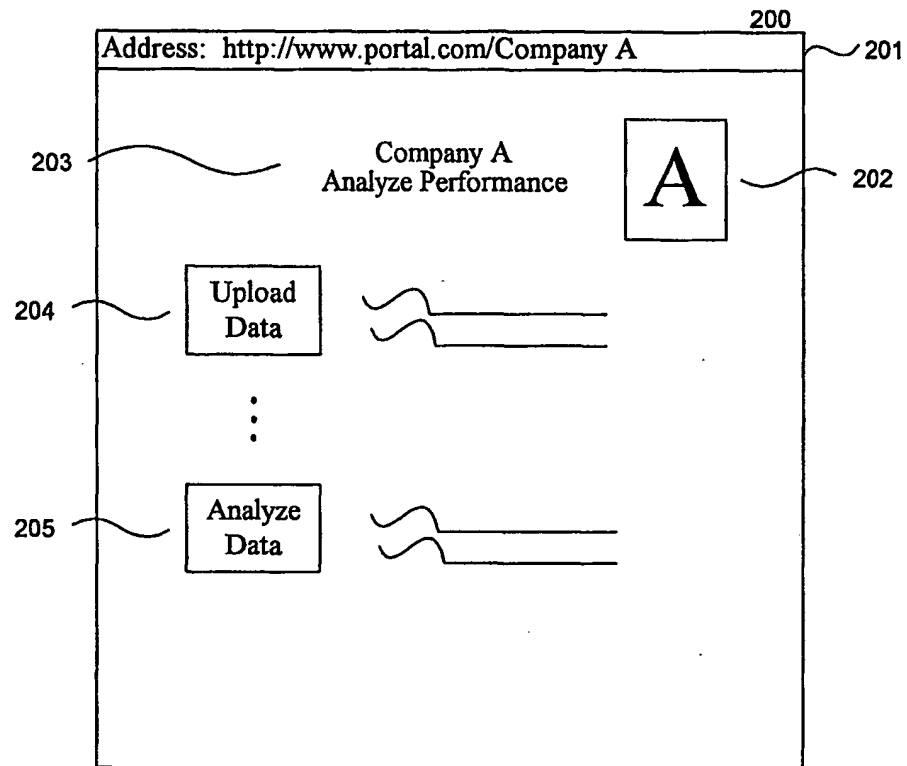 200
Address: http://www.portal.com/Company A
201
203
Company A
Analyze Performance
A
202
204
Upload
Data
205
Analyze
Data